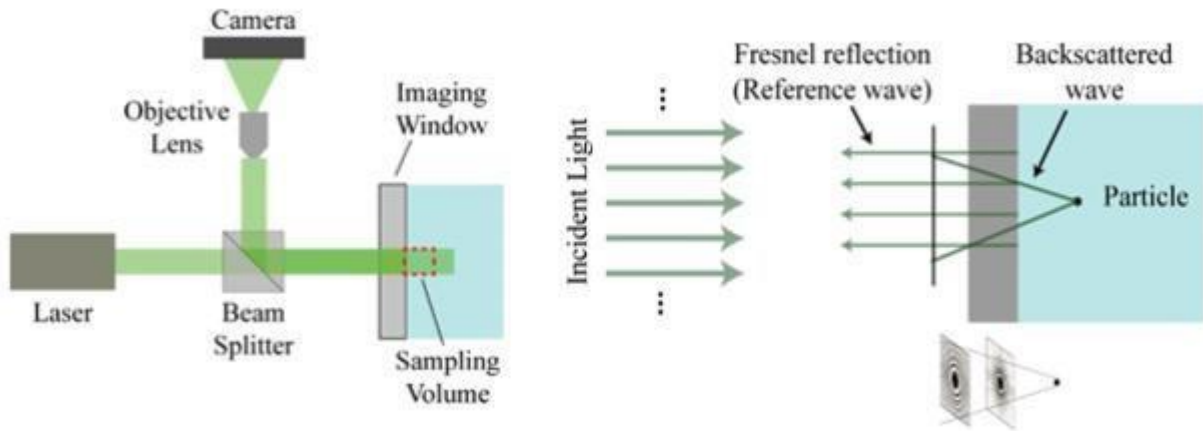 Camera
Objective
Lens
Imaging
Window
Laser
Beam
Splitter
Sampling
Volume
Fresnel reflection
(Reference wave)
Backscattered
wave
Incident Light
Particle